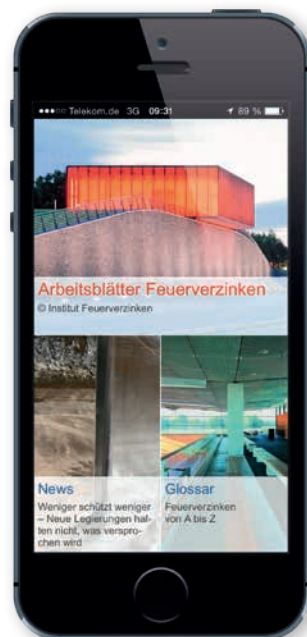 Telekom.de 3G 09:31 89 %
Arbeitsblätter Feuerverzinken
© Institut Feuerverzinken
News
Weniger schützt weniger
– Neue Legierungen hal-
ten nicht, was verspro-
chen wird
Glossar
Feuerverzinken
von A bis Z